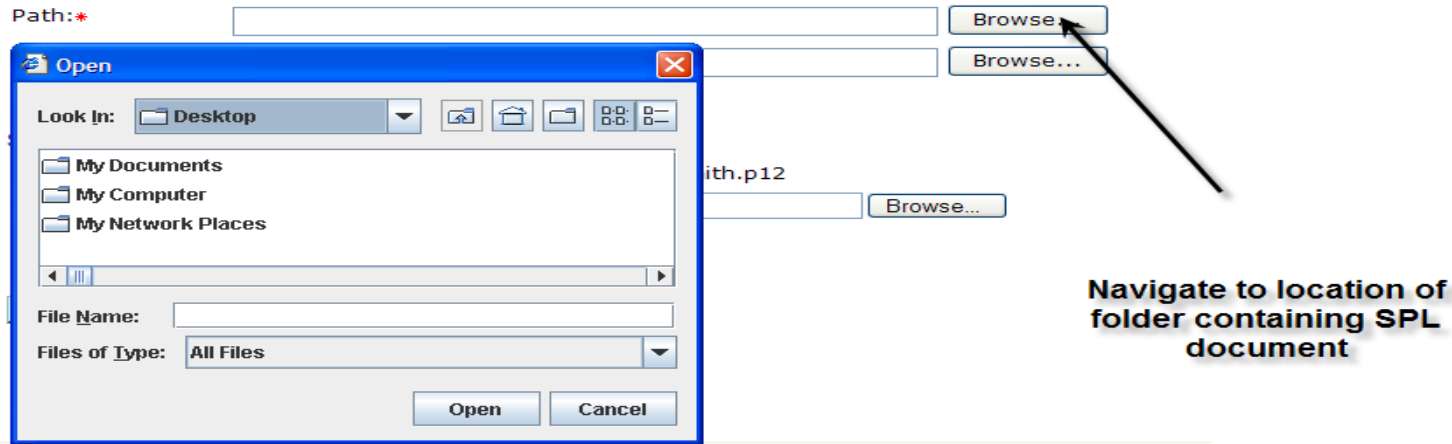 Path:*
Browse...
Open
Browse...
Look In: Desktop
My Documents
ith.p12
My Computer
Browse...
My Network Places
Navigate to location of
folder containing SPL
document
File Name:
Files of Type: All Files
Open Cancel